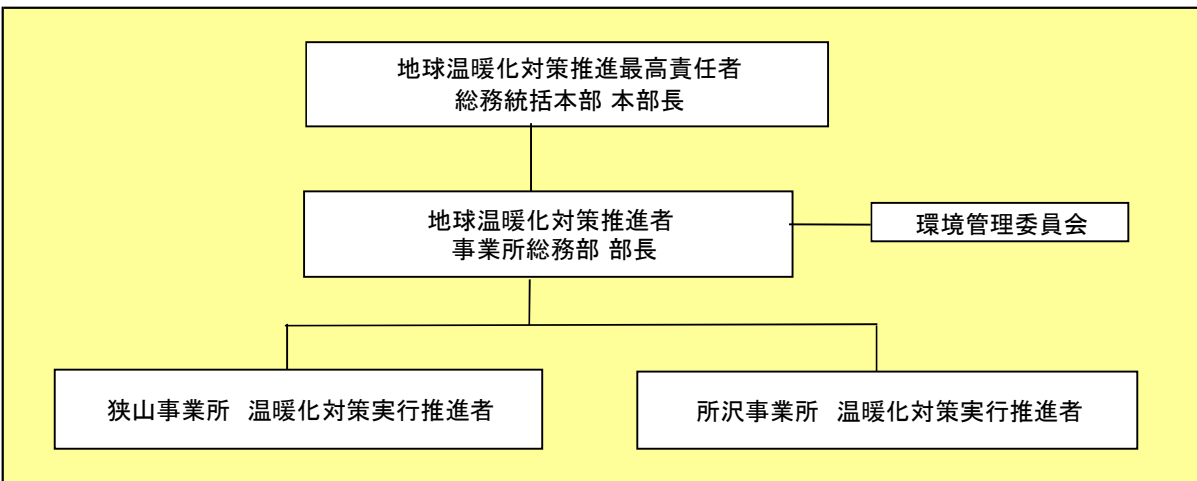 地球温暖化対策推進最高責任者
総務統括本部 本部長
地球温暖化対策推進者
事業所総務部 部長
環境管理委員会
狭山事業所　温暖化対策実行推進者
所沢事業所　温暖化対策実行推進者